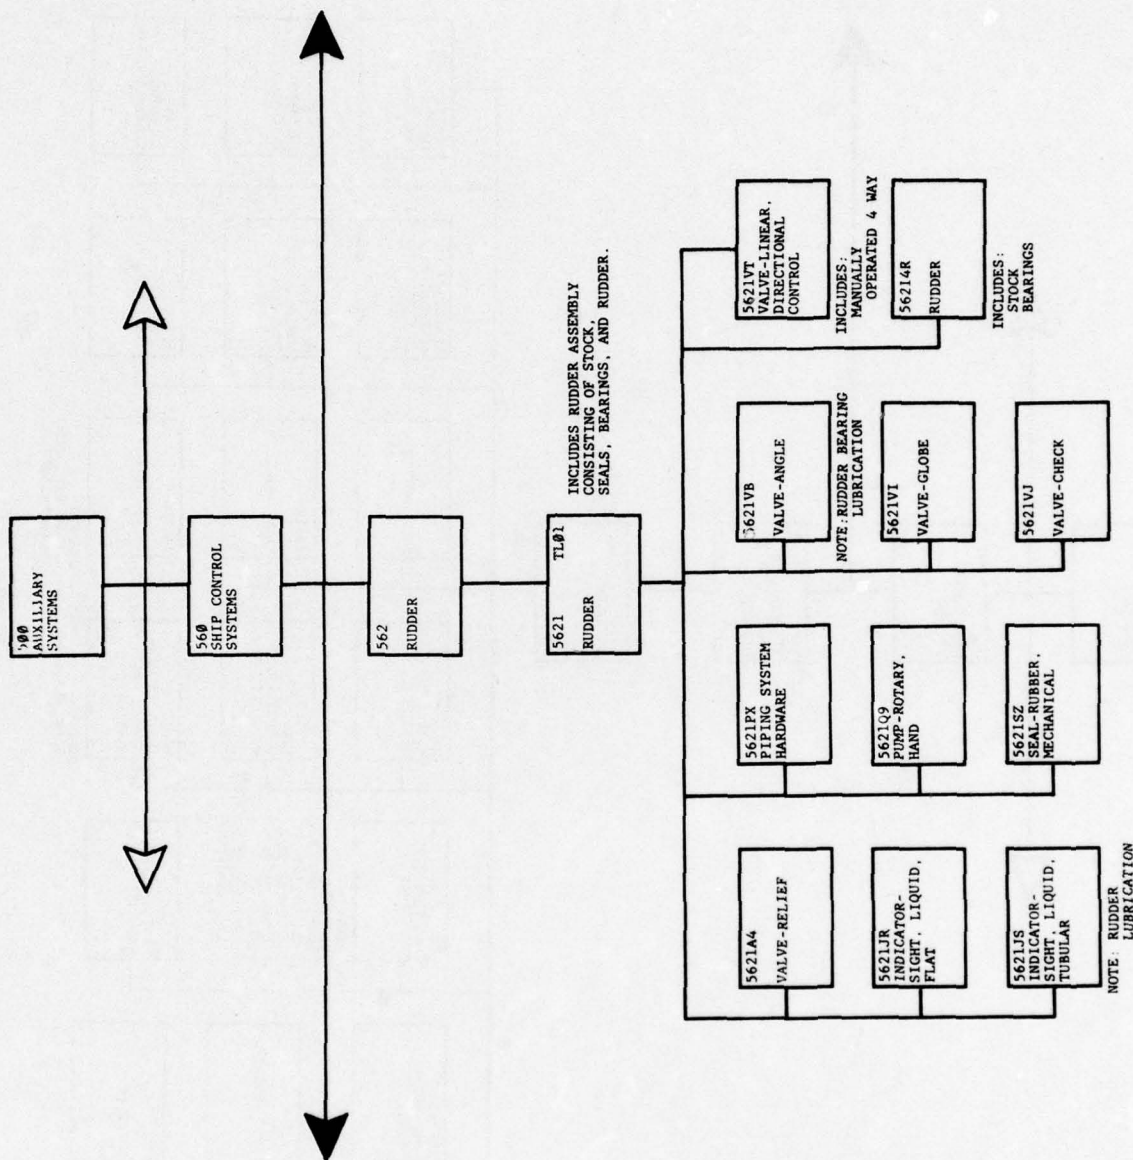 500
AUXILIARY
SYSTEMS
560
SHIP CONTROL
SYSTEMS
562
RUDDER
5621 TL01
RUDDER
INCLUDES RUDDER ASSEMBLY
CONSISTING OF STOCK,
SEALS, BEARINGS, AND RUDDER.
5621A4
VALVE-RELIEF
5621JR
INDICATOR-
SIGHT, LIQUID,
FLAT
5621JS
INDICATOR-
SIGHT, LIQUID,
TUBULAR
NOTE: RUDDER
LUBRICATION
5621PX
PIPING SYSTEM
HARDWARE
5621Q9
PUMP-ROTARY,
HAND
5621SZ
SEAL-RUBBER,
MECHANICAL
5621VB
VALVE-ANGLE
NOTE:RUDDER BEARING
LUBRICATION
5621VI
VALVE-GLOBE
5621VJ
VALVE-CHECK
5621VT
VALVE-LINEAR,
DIRECTIONAL
CONTROL
INCLUDES:
MANUALLY
OPERATED 4 WAY
56214R
RUDDER
INCLUDES:
STOCK
BEARINGS